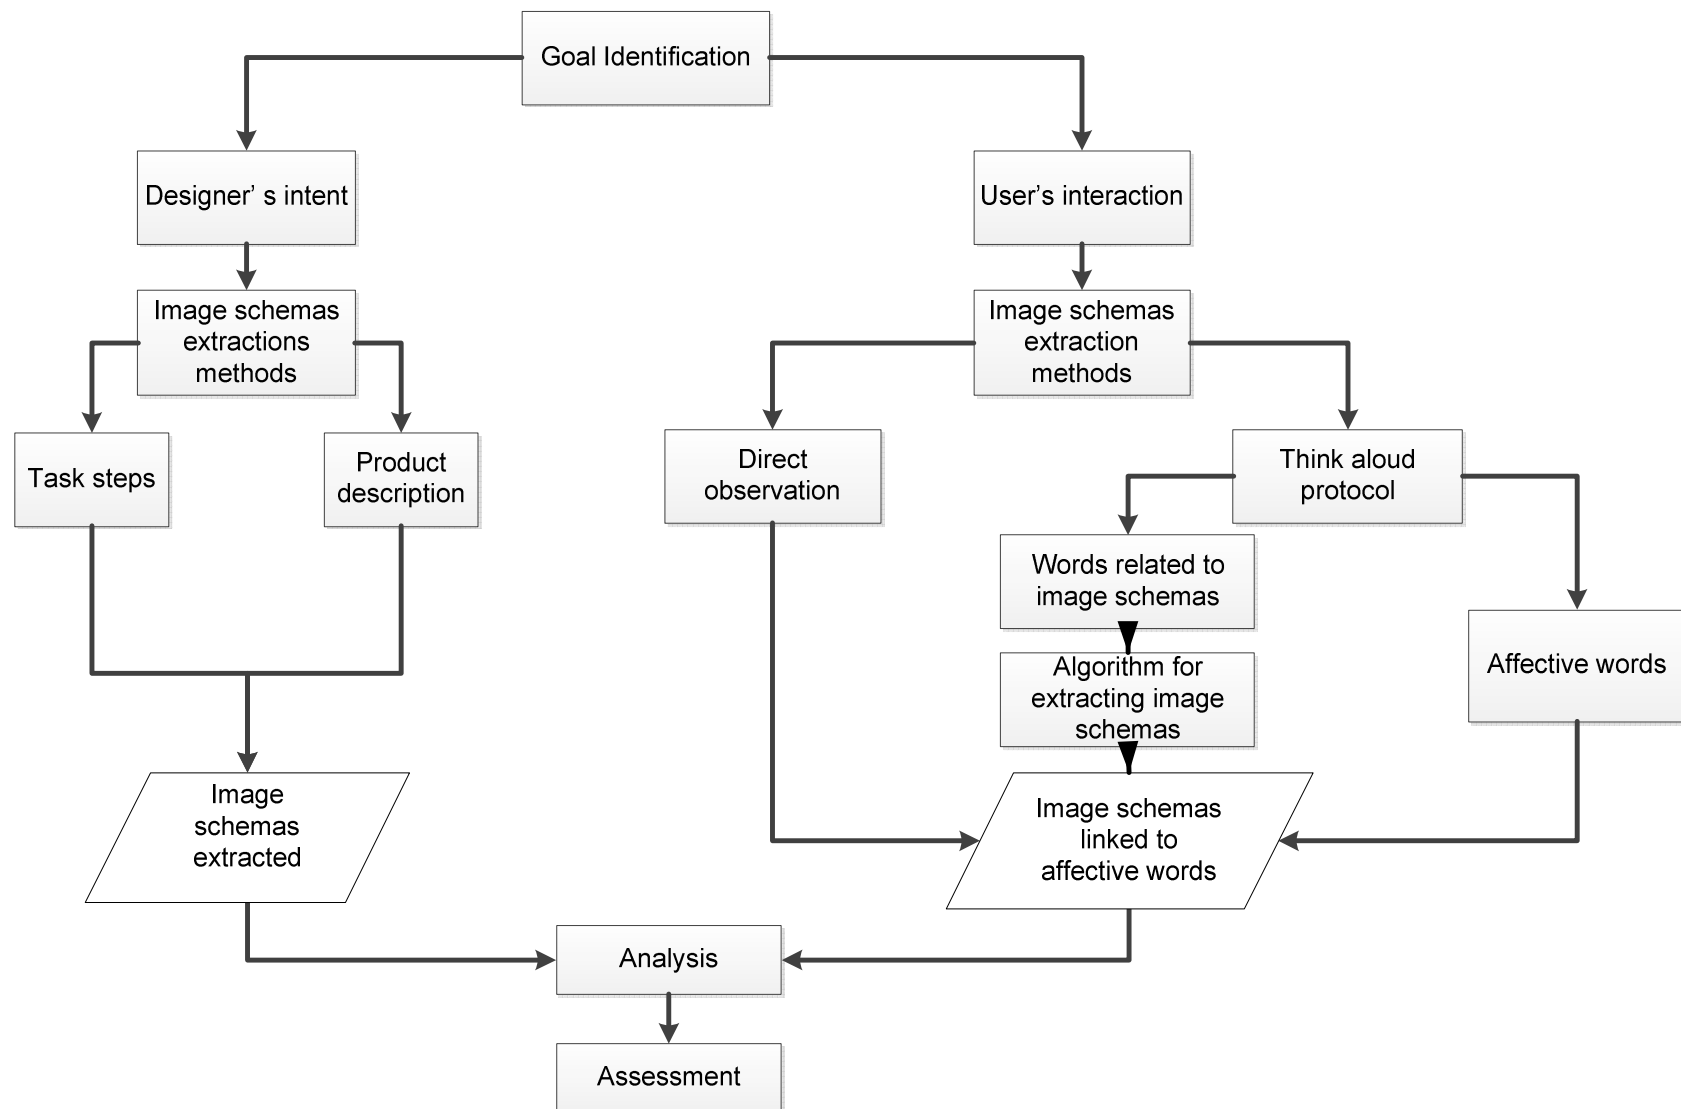 Goal Identification
Designer’ s intent
User’s interaction
Image schemas
extractions
methods
Image schemas
extraction
methods
Task steps
Product
description
Direct
observation
Think aloud
protocol
Words related to
image schemas
Affective words
Algorithm for
extracting image
schemas
Image
schemas
extracted
Image schemas
linked to
affective words
Analysis
Assessment